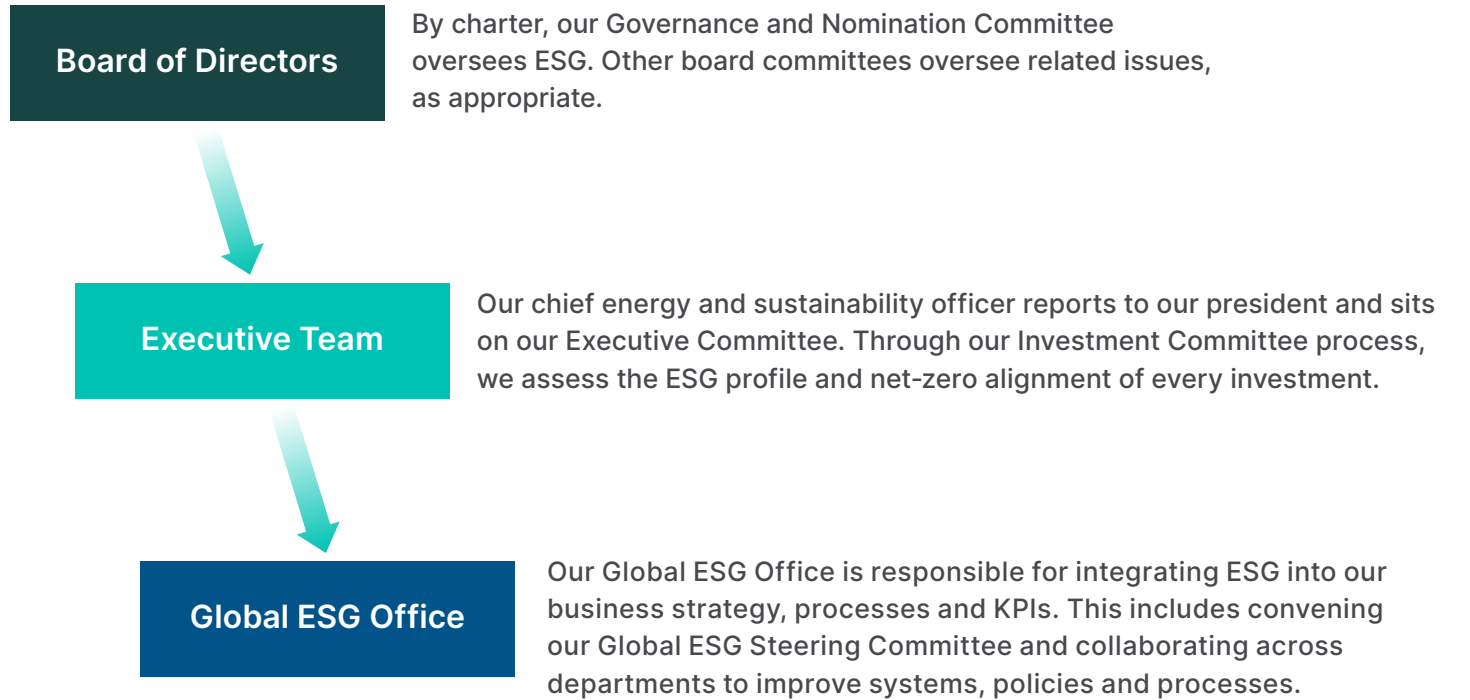 Board of Directors
By charter, our Governance and Nomination Committee
oversees ESG. Other board committees oversee related issues,
as appropriate.
Executive Team
Our chief energy and sustainability officer reports to our president and sits
on our Executive Committee. Through our Investment Committee process,
we assess the ESG profile and net-zero alignment of every investment.
Global ESG Office
Our Global ESG Office is responsible for integrating ESG into our
business strategy, processes and KPIs. This includes convening
our Global ESG Steering Committee and collaborating across
departments to improve systems, policies and processes.